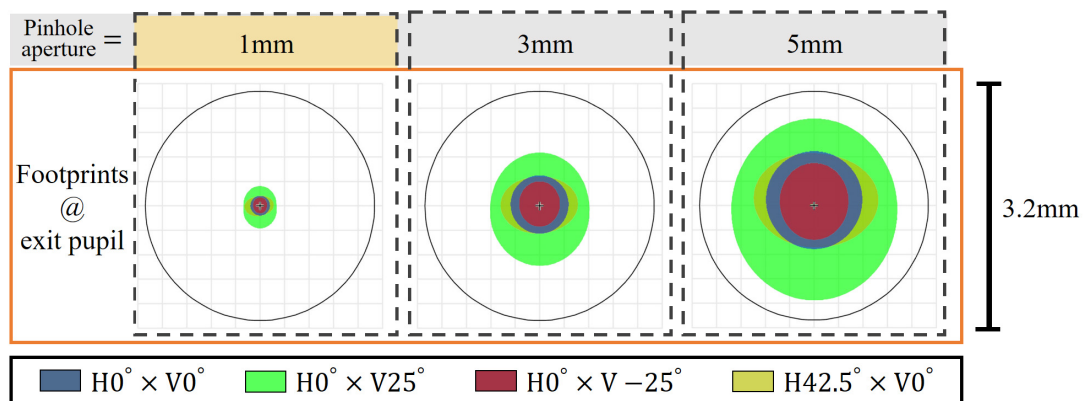 Pinhole
aperture = 1mm 3mm 5mm
Footprints
@
exit pupil
3.2mm
H0° × V0° H0° × V25° H0° × V −25° H42.5° × V0°